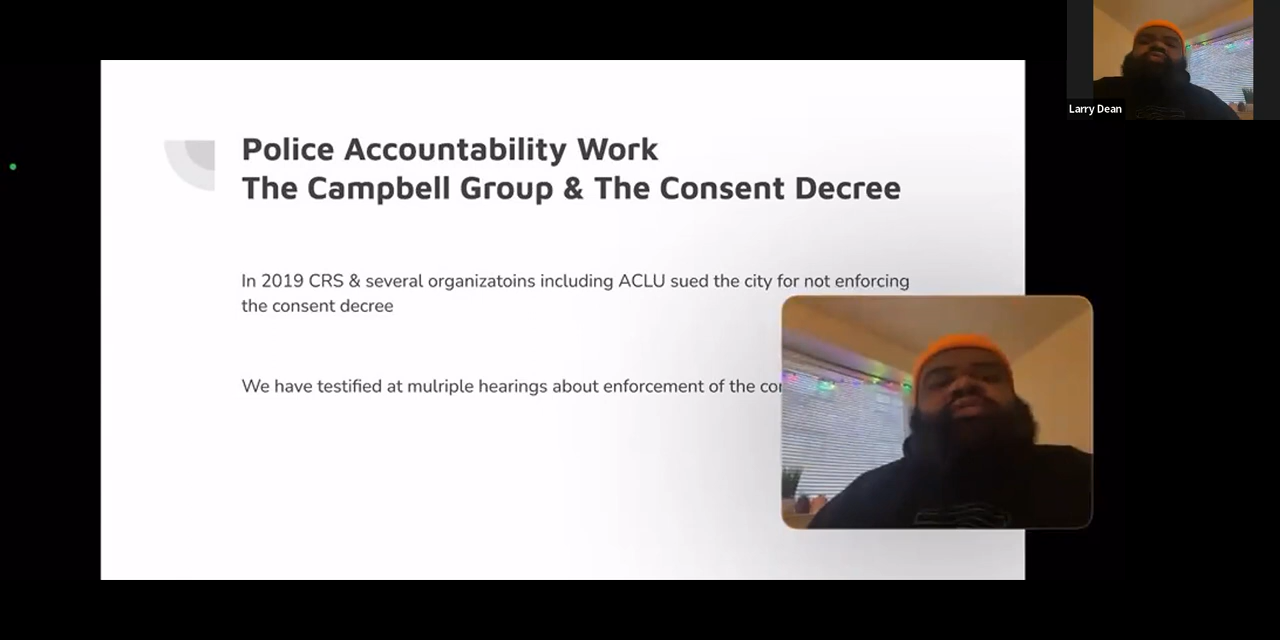 Police Accountability Work
The Campbell Group & The Consent Decree
In 2019 CRS & several organizatoins including ACLU sued the city for not enforcing
the consent decree
We have testified at mulriple hearings about enforcement of the
Larry Dean